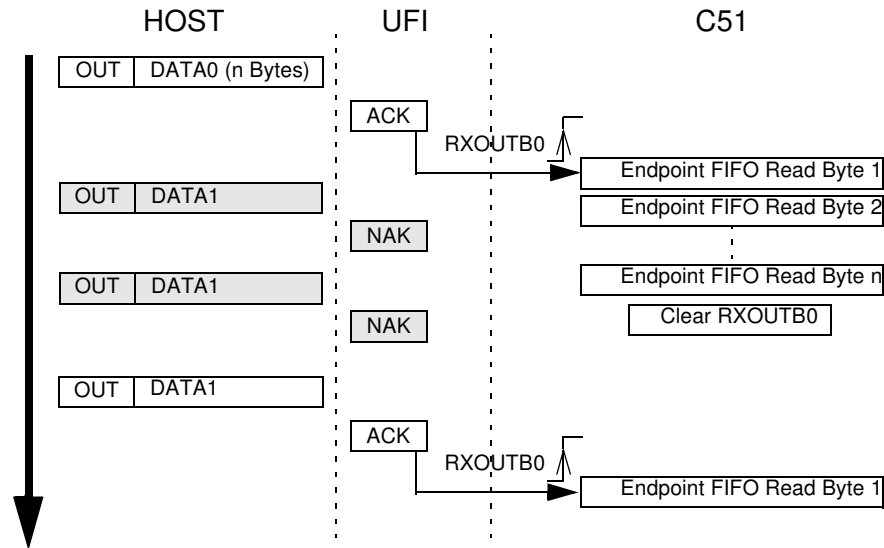 HOST UFI C51
OUT DATA0 (n Bytes)
ACK
RXOUTB0
Endpoint FIFO Read Byte 1
OUT DATA1
Endpoint FIFO Read Byte 2
NAK
OUT DATA1
Endpoint FIFO Read Byte n
NAK
Clear RXOUTB0
OUT DATA1
ACK
RXOUTB0
Endpoint FIFO Read Byte 1